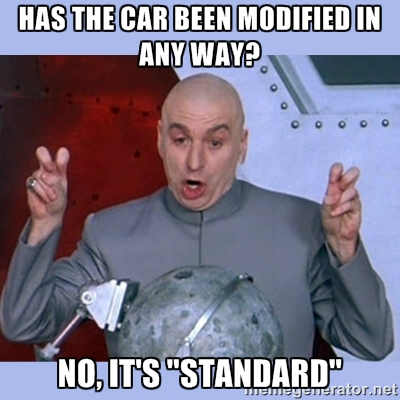 HAS THE CAR BEEN MODIFIED IN
ANY WAY?
NO, IT'S "STANDARD"
memegenerator.net